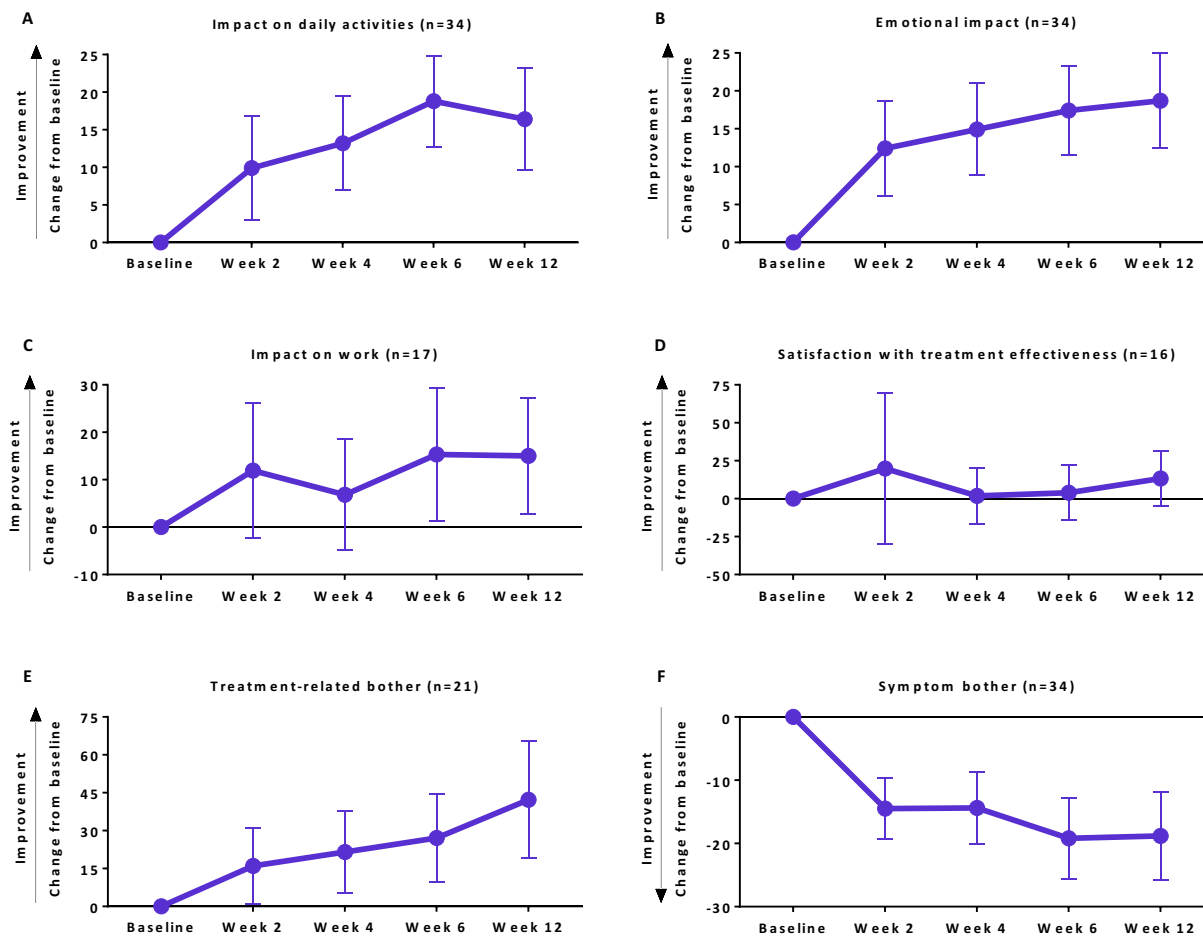 A
Impact on daily activities (n=34)
Improvement
Change from baseline
25
20
15
10
5
0
Baseline Week 2 Week 4 Week 6 Week 12
B
Emotional impact (n=34)
Improvement
Change from baseline
25
20
15
10
5
0
Baseline Week 2 Week 4 Week 6 Week 12
C
Impact on work (n=17)
Improvement
Change from baseline
30
20
10
0
-10
Baseline Week 2 Week 4 Week 6 Week 12
D
Satisfaction with treatment effectiveness (n=16)
Improvement
Change from baseline
75
50
25
0
-25
-50
Baseline Week 2 Week 4 Week 6 Week 12
E
Treatment-related bother (n=21)
Improvement
Change from baseline
75
60
45
30
15
0
Baseline Week 2 Week 4 Week 6 Week 12
F
Symptom bother (n=34)
Improvement
Change from baseline
0
-10
-20
-30
Baseline Week 2 Week 4 Week 6 Week 12